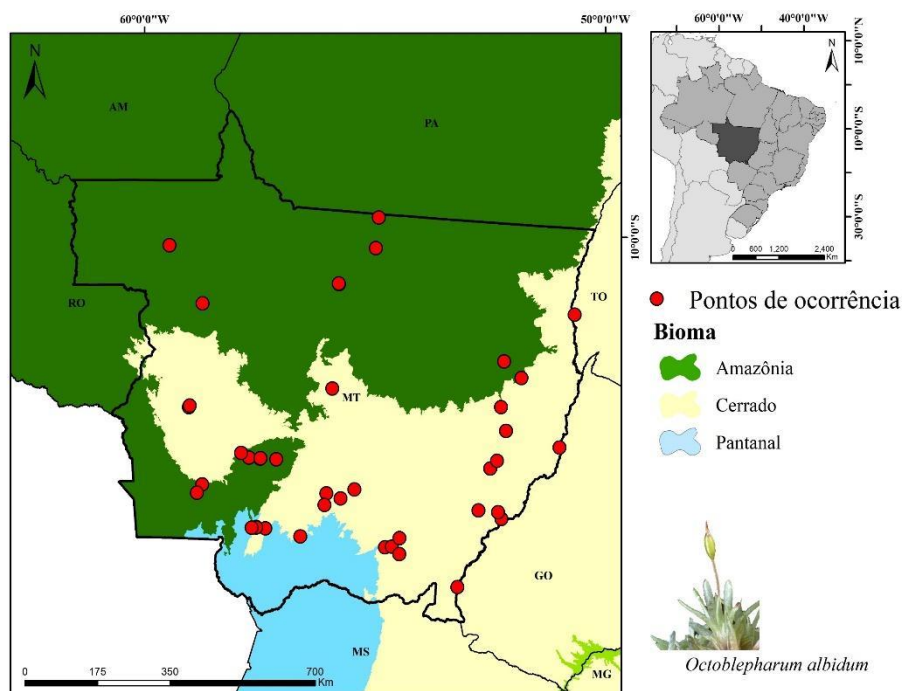 60°0'0"W
50°0'0"W
N
AM
PA
RO
TO
MT
GO
MS
MG
10°0'0"S
0 175 350 700
Km
60°0'0"W 40°0'0"W
N
10°0'0"N
10°0'0"S
30°0'0"S
0 600 1,200 2,400
Km
Pontos de ocorrência
Bioma
Amazônia
Cerrado
Pantanal
Octoblepharum albidum